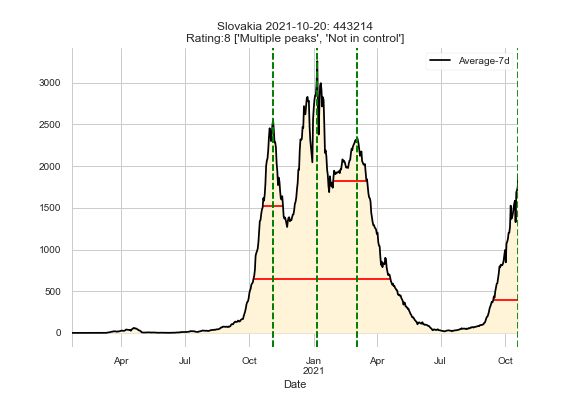 Slovakia 2021-10-20: 443214
Rating:8 ['Multiple peaks', 'Not in control']
Average-7d
3000
2500
2000
1500
1000
500
0
Apr Jul Oct Jan Apr Jul Oct
2021
Date